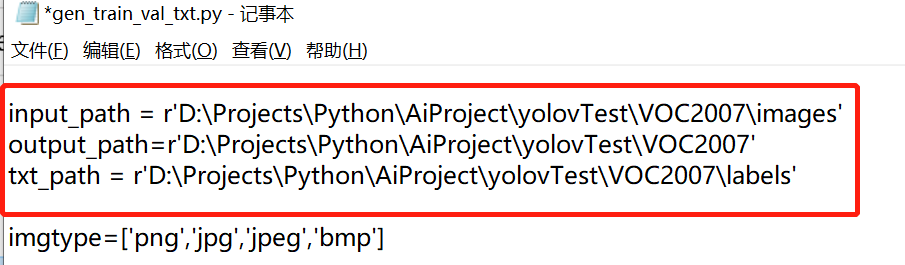 *gen_train_val_txt.py - 记事本
文件(F) 编辑(E) 格式(O) 查看(V) 帮助(H)
input_path = r'D:\Projects\Python\AiProject\yolovTest\VOC2007\images'
output_path=r'D:\Projects\Python\AiProject\yolovTest\VOC2007'
txt_path = r'D:\Projects\Python\AiProject\yolovTest\VOC2007\labels'
imgtype=['png','jpg','jpeg','bmp']